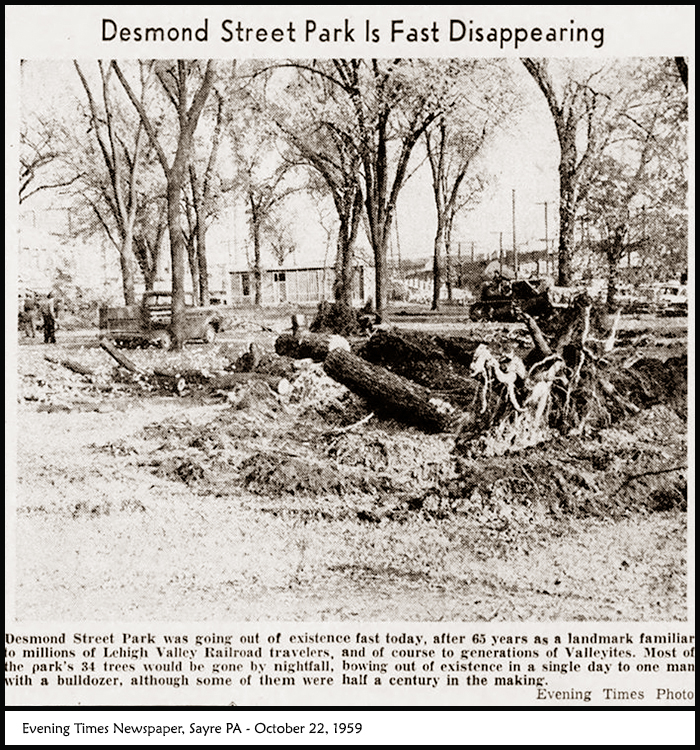 Desmond Street Park Is Fast Disappearing
Desmond Street Park was going out of existence fast today, after 65 years as a landmark familiar
to millions of Lehigh Valley Railroad travelers, and of course to generations of Valleyites. Most of
the park's 34 trees would be gone by nightfall, bowing out of existence in a single day to one man
with a bulldozer, although some of them were half a century in the making.
Evening Times Photo
Evening Times Newspaper, Sayre PA - October 22, 1959